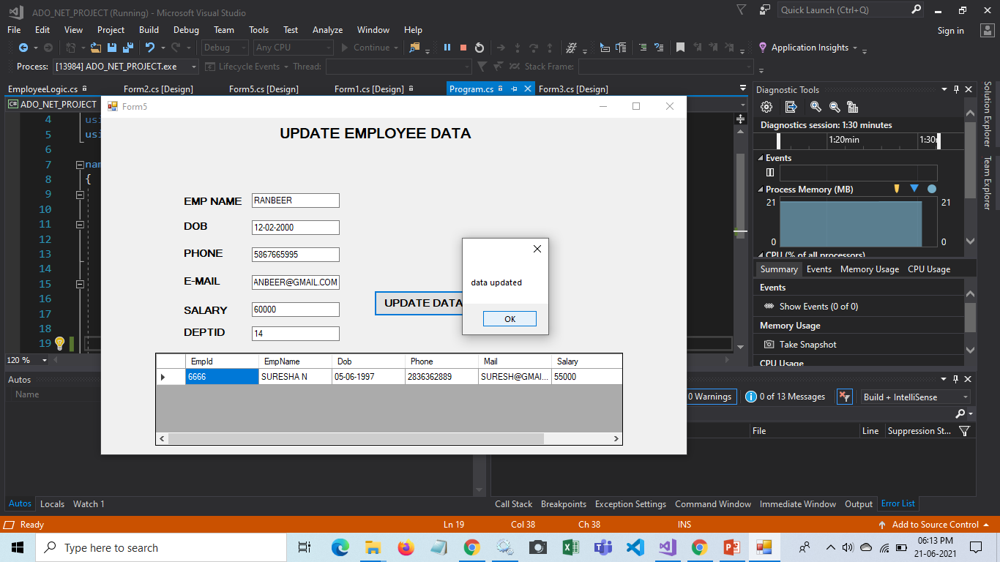 ADO_NET_PROJECT (Running) - Microsoft Visual Studio
Quick Launch (Ctrl+Q)
File Edit View Project Build Debug Team Tools Test Analyze Window Help
Sign in
Debug Any CPU Continue Application Insights
Process: [13984] ADO_NET_PROJECT.exe Lifecycle Events Thread: Stack Frame:
EmployeeLogic.cs Form2.cs [Design] Form5.cs [Design] Form1.cs [Design] Program.cs Form3.cs [Design]
C# ADO_NET_PROJECT
4 usi
5 usi
6
7 nam
8 {
9
10
11
12
13
14
15
16
17
18
19
120 %
Form5
UPDATE EMPLOYEE DATA
EMP NAME RANBEER
DOB 12-02-2000
PHONE 5867665995
E-MAIL ANBEER@GMAIL.COM
SALARY 60000
DEPTID 14
UPDATE DATA
data updated
OK
EmpId EmpName Dob Phone Mail Salary
6666 SURESHA N 05-06-1997 2836362889 SURESH@GMAI... 55000
Diagnostic Tools
Diagnostics session: 1:30 minutes
1:20min 1:30
Events
Process Memory (MB)
21 21
0 0
CPU (% of all processors)
Summary Events Memory Usage CPU Usage
Events
Show Events (0 of 0)
Memory Usage
Take Snapshot
CPU Usage
Solution Explorer
Team Explorer
Autos
Name
0 Warnings 0 of 13 Messages Build + IntelliSense
File Line Suppression St...
Autos Locals Watch 1
Call Stack Breakpoints Exception Settings Command Window Immediate Window Output Error List
Ready Ln 19 Col 38 Ch 38 INS Add to Source Control
Type here to search
06:13 PM
21-06-2021